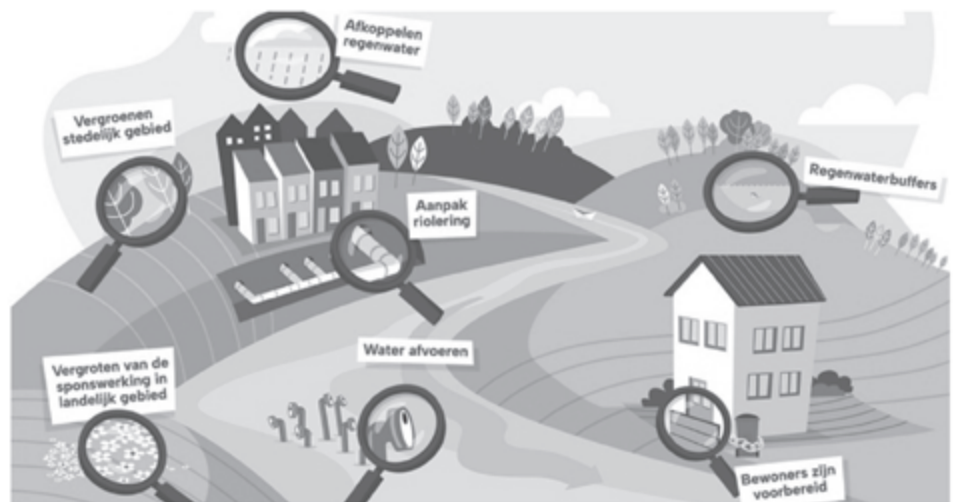 Afkoppelen
regenwater
Vergroenen
stedelijk gebied
Regenwaterbuffers
Aanpak
riolering
Water afvoeren
Vergroten van de
sponswerking in
landelijk gebied
Bewoners zijn
voorbereid